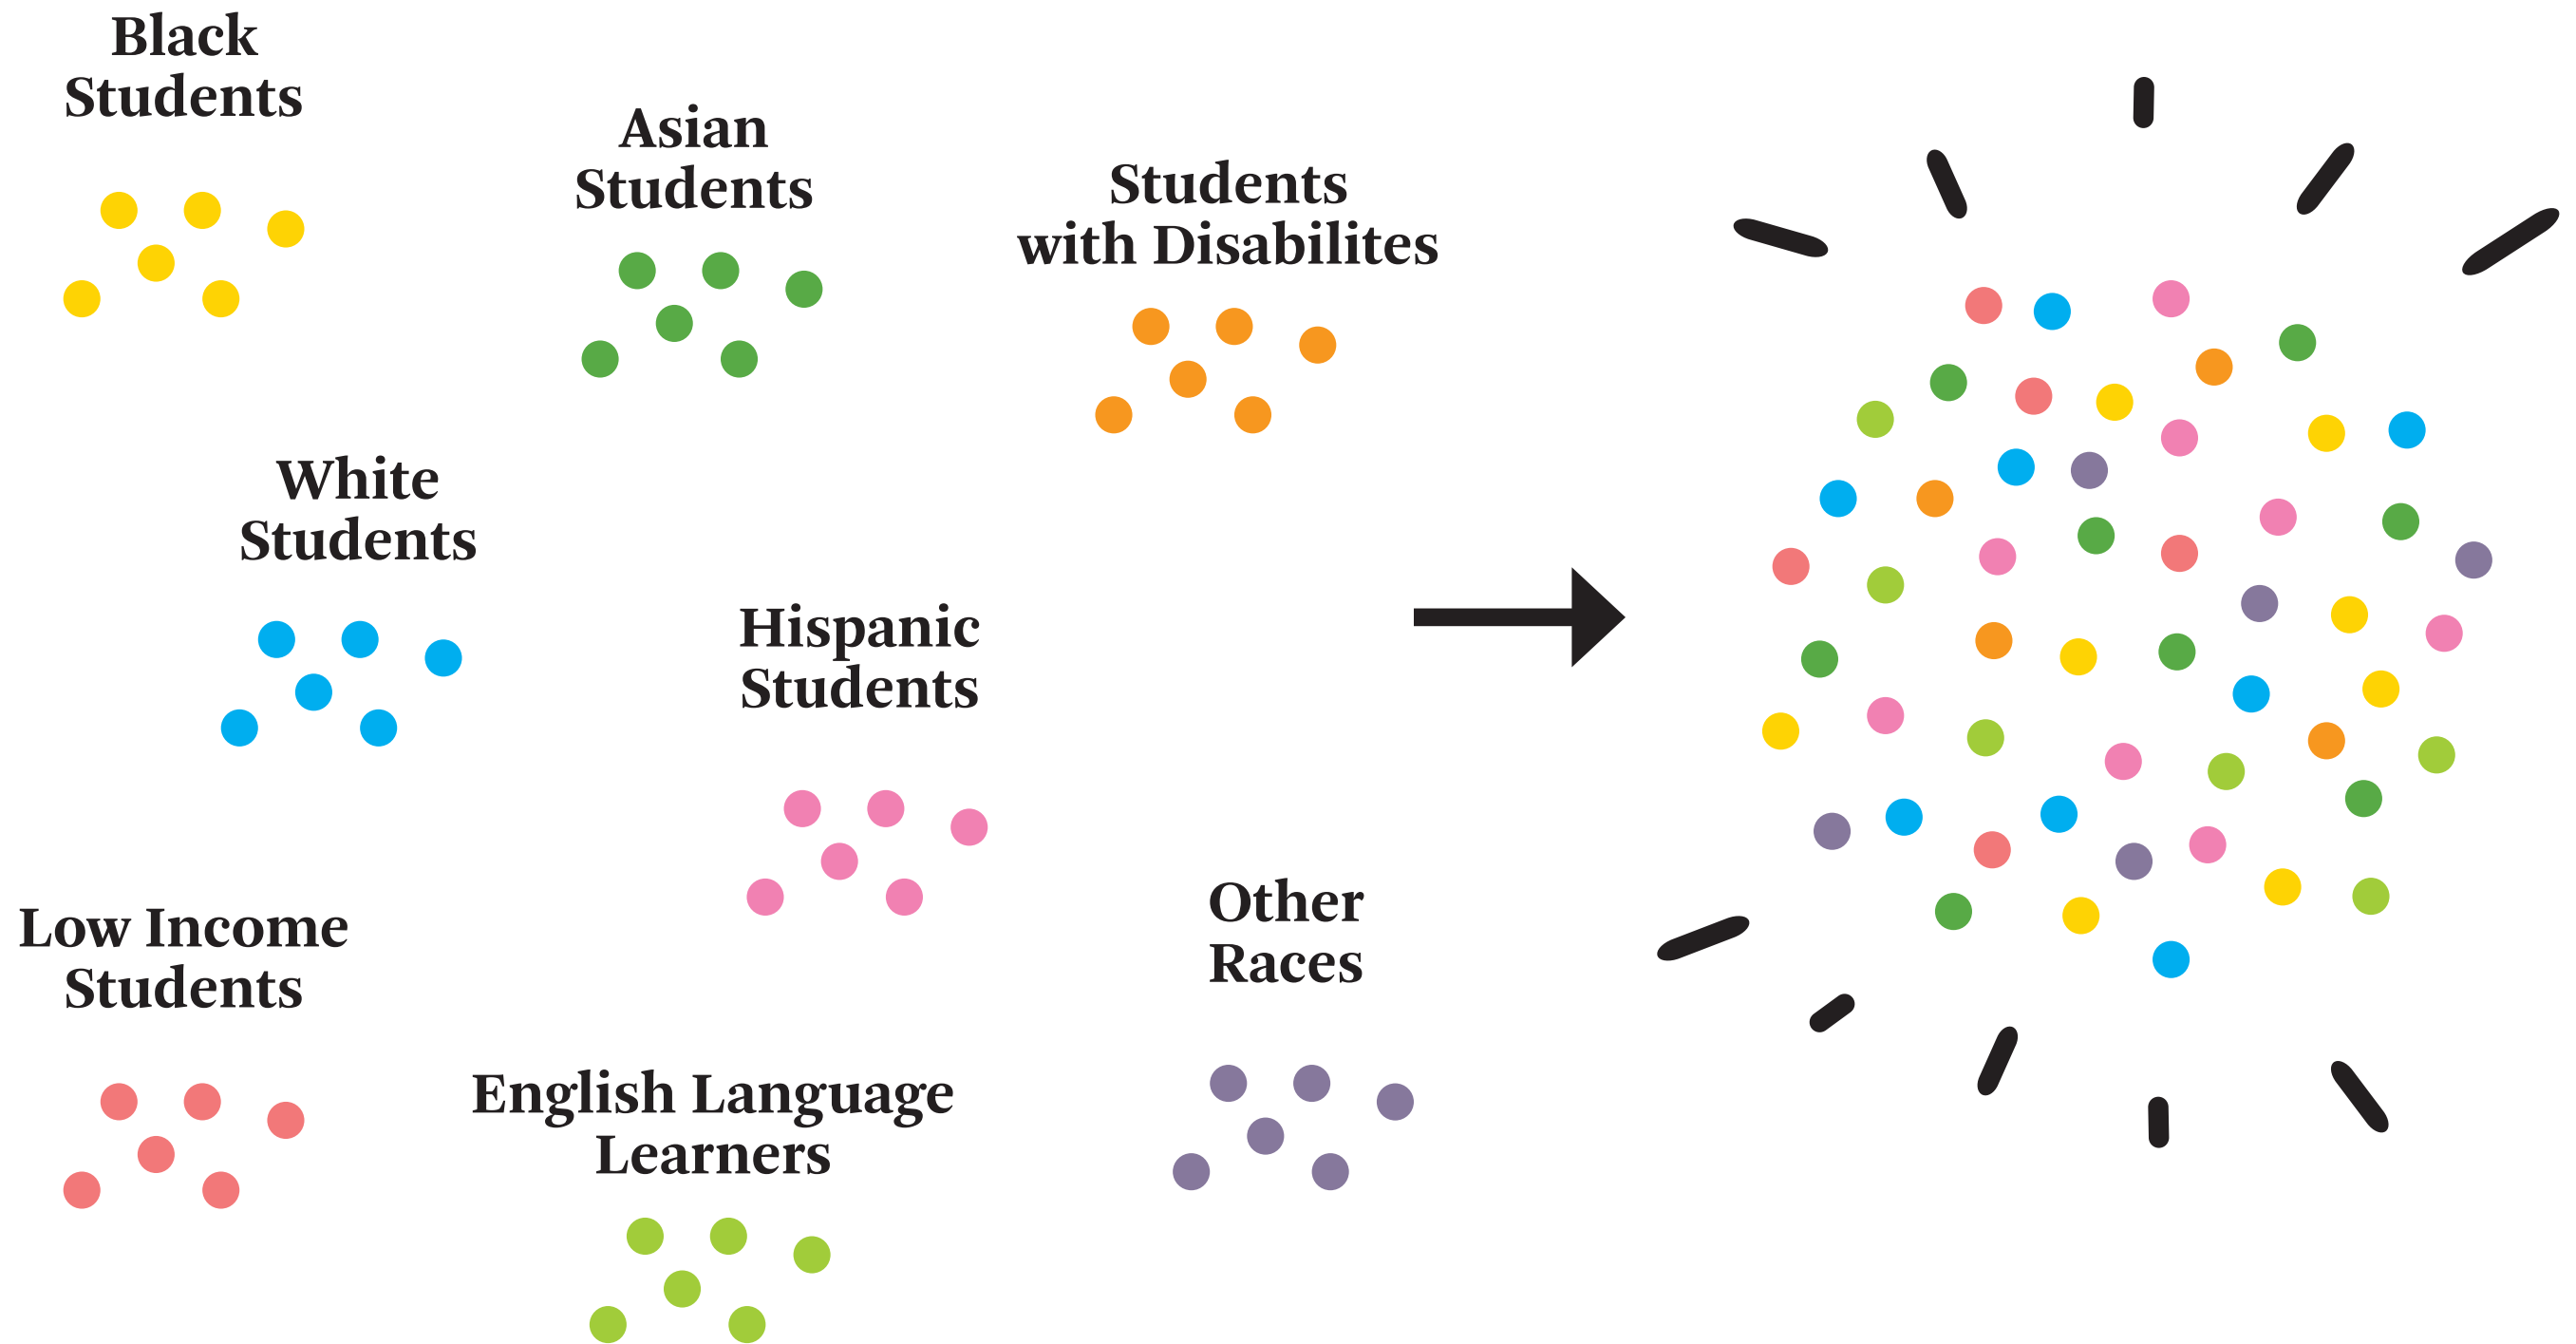 Black
Students
Asian
Students
Students
with Disabilites
White
Students
Hispanic
Students
Low Income
Students
Other
Races
English Language
Learners